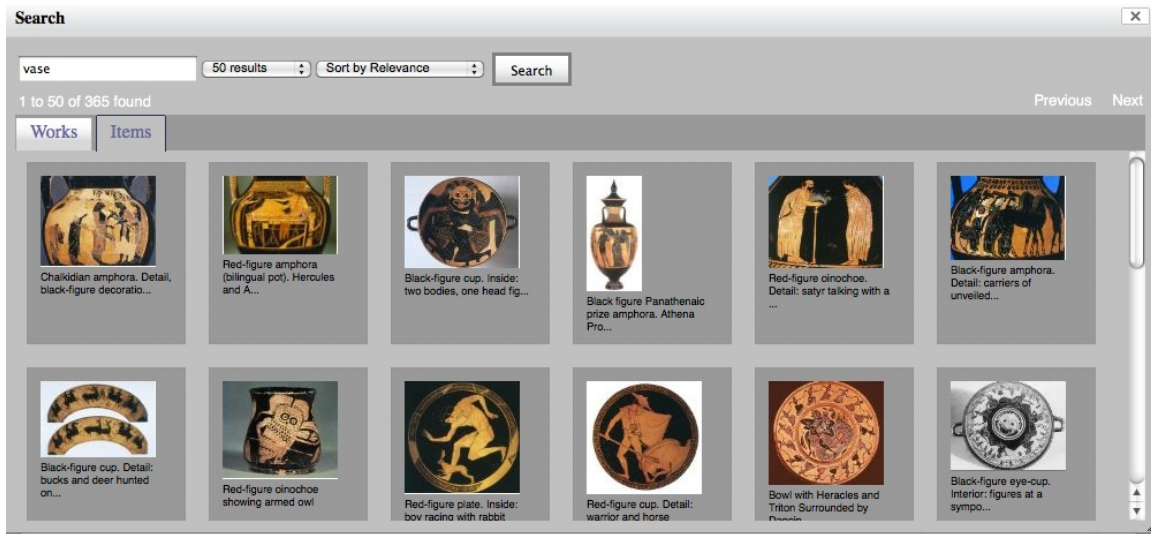 Search
vase
50 results
Sort by Relevance
Search
1 to 50 of 365 found
Previous
Next
Works
Items
Chalkidian amphora. Detail,
black-figure decoratio...
Red-figure amphora
(bilingual pot). Hercules
and A...
Black-figure cup. Inside:
two bodies, one head fig...
Black figure Panathenaic
prize amphora. Athena
Pro...
Red-figure oinochoe.
Detail: satyr talking with a
...
Black-figure amphora.
Detail: carriers of
unveiled...
Black-figure cup. Detail:
bucks and deer hunted
on...
Red-figure oinochoe
showing armed owl
Red-figure plate. Inside:
boy racing with rabbit
Red-figure cup. Detail:
warrior and horse
Bowl with Heracles and
Triton Surrounded by
Black-figure eye-cup.
Interior: figures at a
sympo...